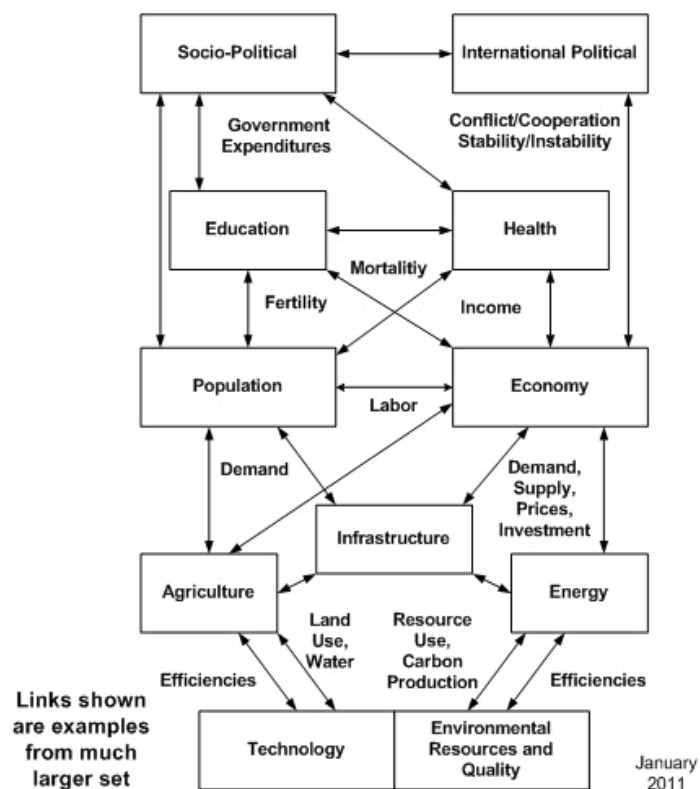 Socio-Political
International Political
Government
Expenditures
Conflict/Cooperation
Stability/Instability
Education
Health
Mortalitiy
Fertility
Income
Population
Economy
Labor
Demand
Demand,
Supply,
Prices,
Investment
Infrastructure
Agriculture
Energy
Land
Use,
Water
Resource
Use,
Carbon
Production
Efficiencies
Efficiencies
Links shown
are examples
from much
larger set
Technology
Environmental
Resources and
Quality
January
2011